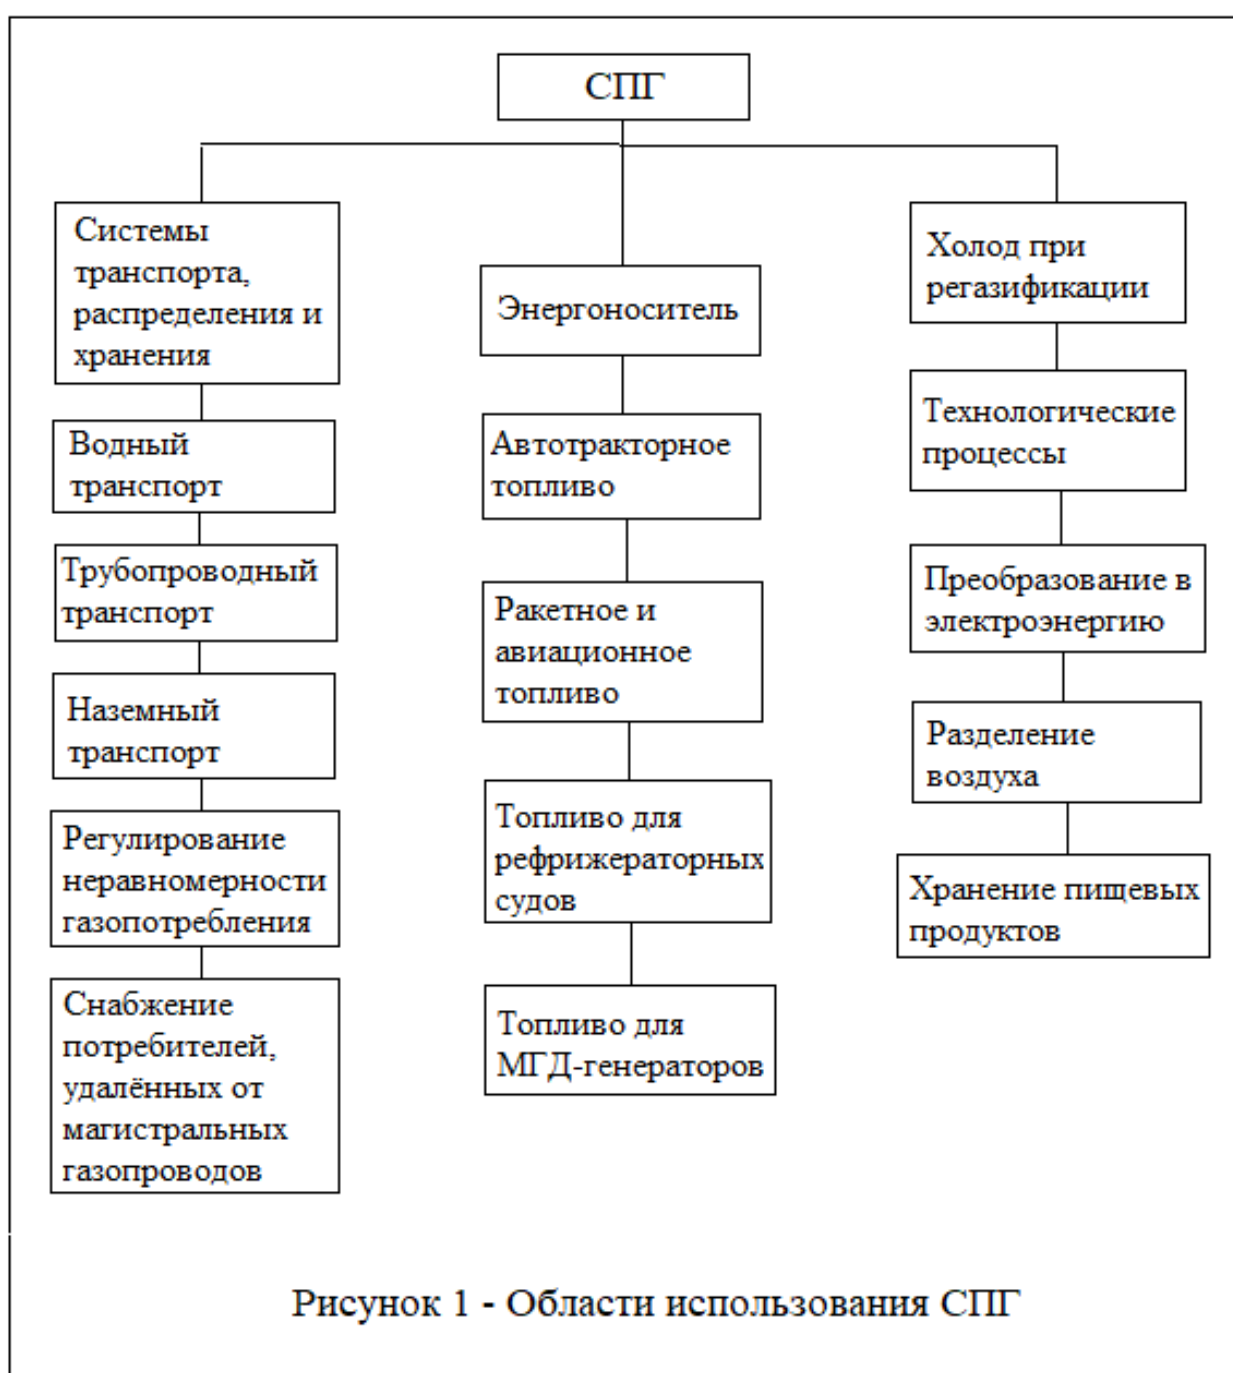 СПГ
Системы
транспорта,
распределения и
хранения
Водный
транспорт
Трубопроводный
транспорт
Наземный
транспорт
Регулирование
неравномерности
газопотребления
Снабжение
потребителей,
удалённых от
магистральных
газопроводов
Энергоноситель
Автотракторное
топливо
Ракетное и
авиационное
топливо
Топливо для
рефрижераторных
судов
Топливо для
МГД-генераторов
Холод при
регазификации
Технологические
процессы
Преобразование в
электроэнергию
Разделение
воздуха
Хранение пищевых
продуктов
Рисунок 1 - Области использования СПГ